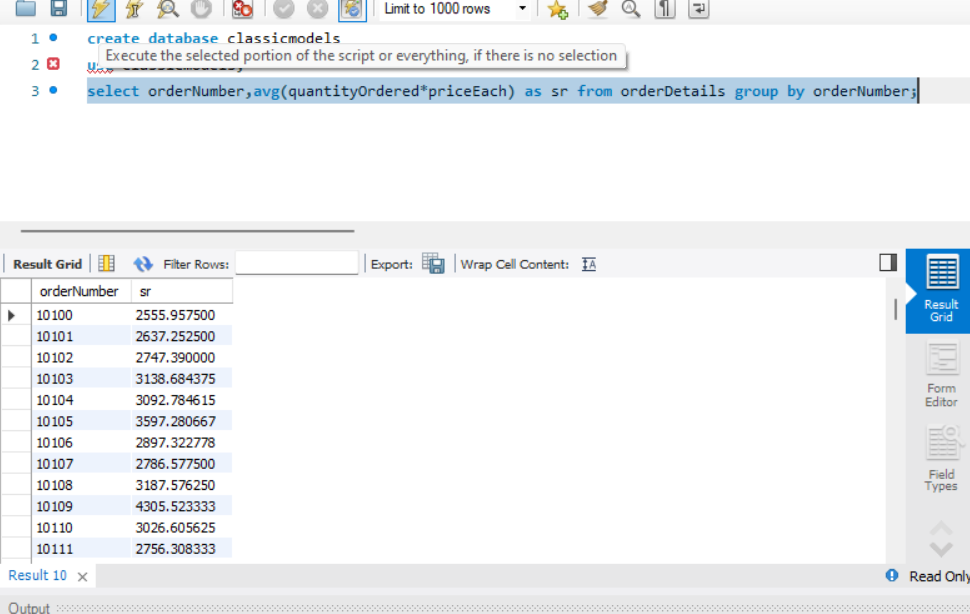 Limit to 1000 rows
1 create database classicmodels
Execute the selected portion of the script or everything, if there is no selection
2
3 select orderNumber,avg(quantityOrdered*priceEach) as sr from orderDetails group by orderNumber;
Result Grid Filter Rows: Export: Wrap Cell Content: IA
orderNumber sr
10100 2555.957500
10101 2637.252500
10102 2747.390000
10103 3138.684375
10104 3092.784615
10105 3597.280667
10106 2897.322778
10107 2786.577500
10108 3187.576250
10109 4305.523333
10110 3026.605625
10111 2756.308333
Result
Grid
Form
Editor
Field
Types
Result 10
Read Only
Output